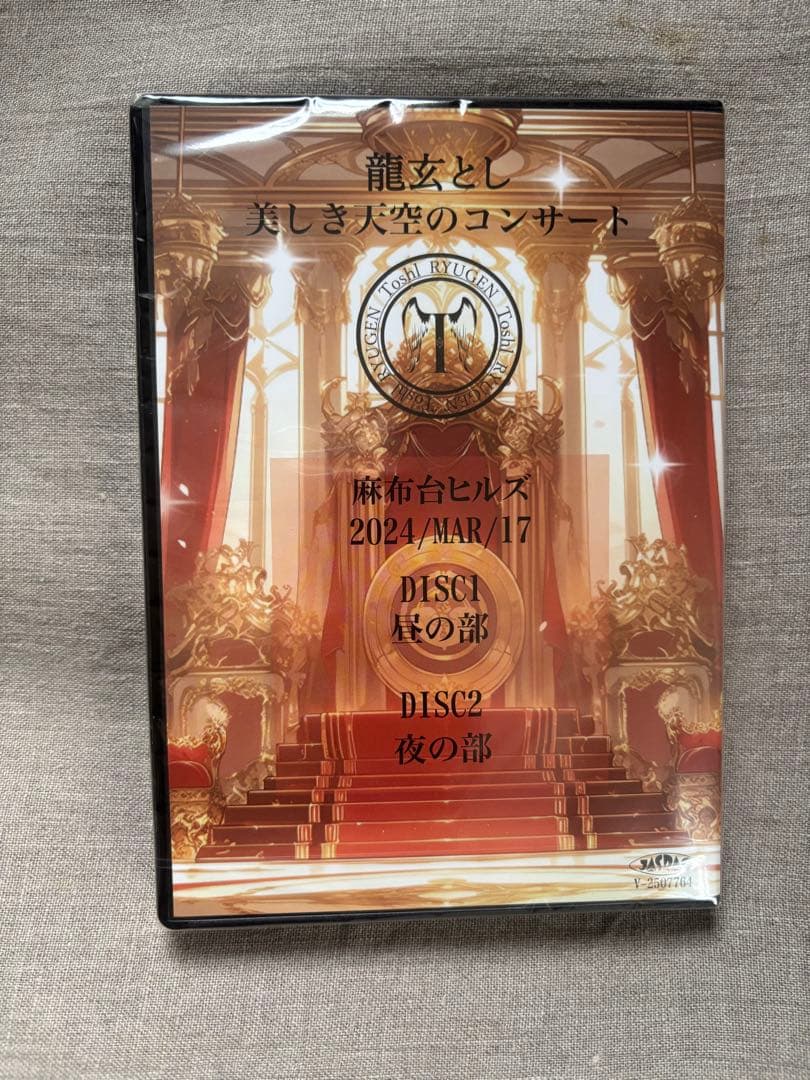 龍玄とし
美しき天空のコンサート
ToshI RYUGEN ToshI RYUGEN ToshI RYUGEN
T
麻布台ヒルズ
2024/MAR/17
DISC1
昼の部
DISC2
夜の部
JASRAC
V-2507764